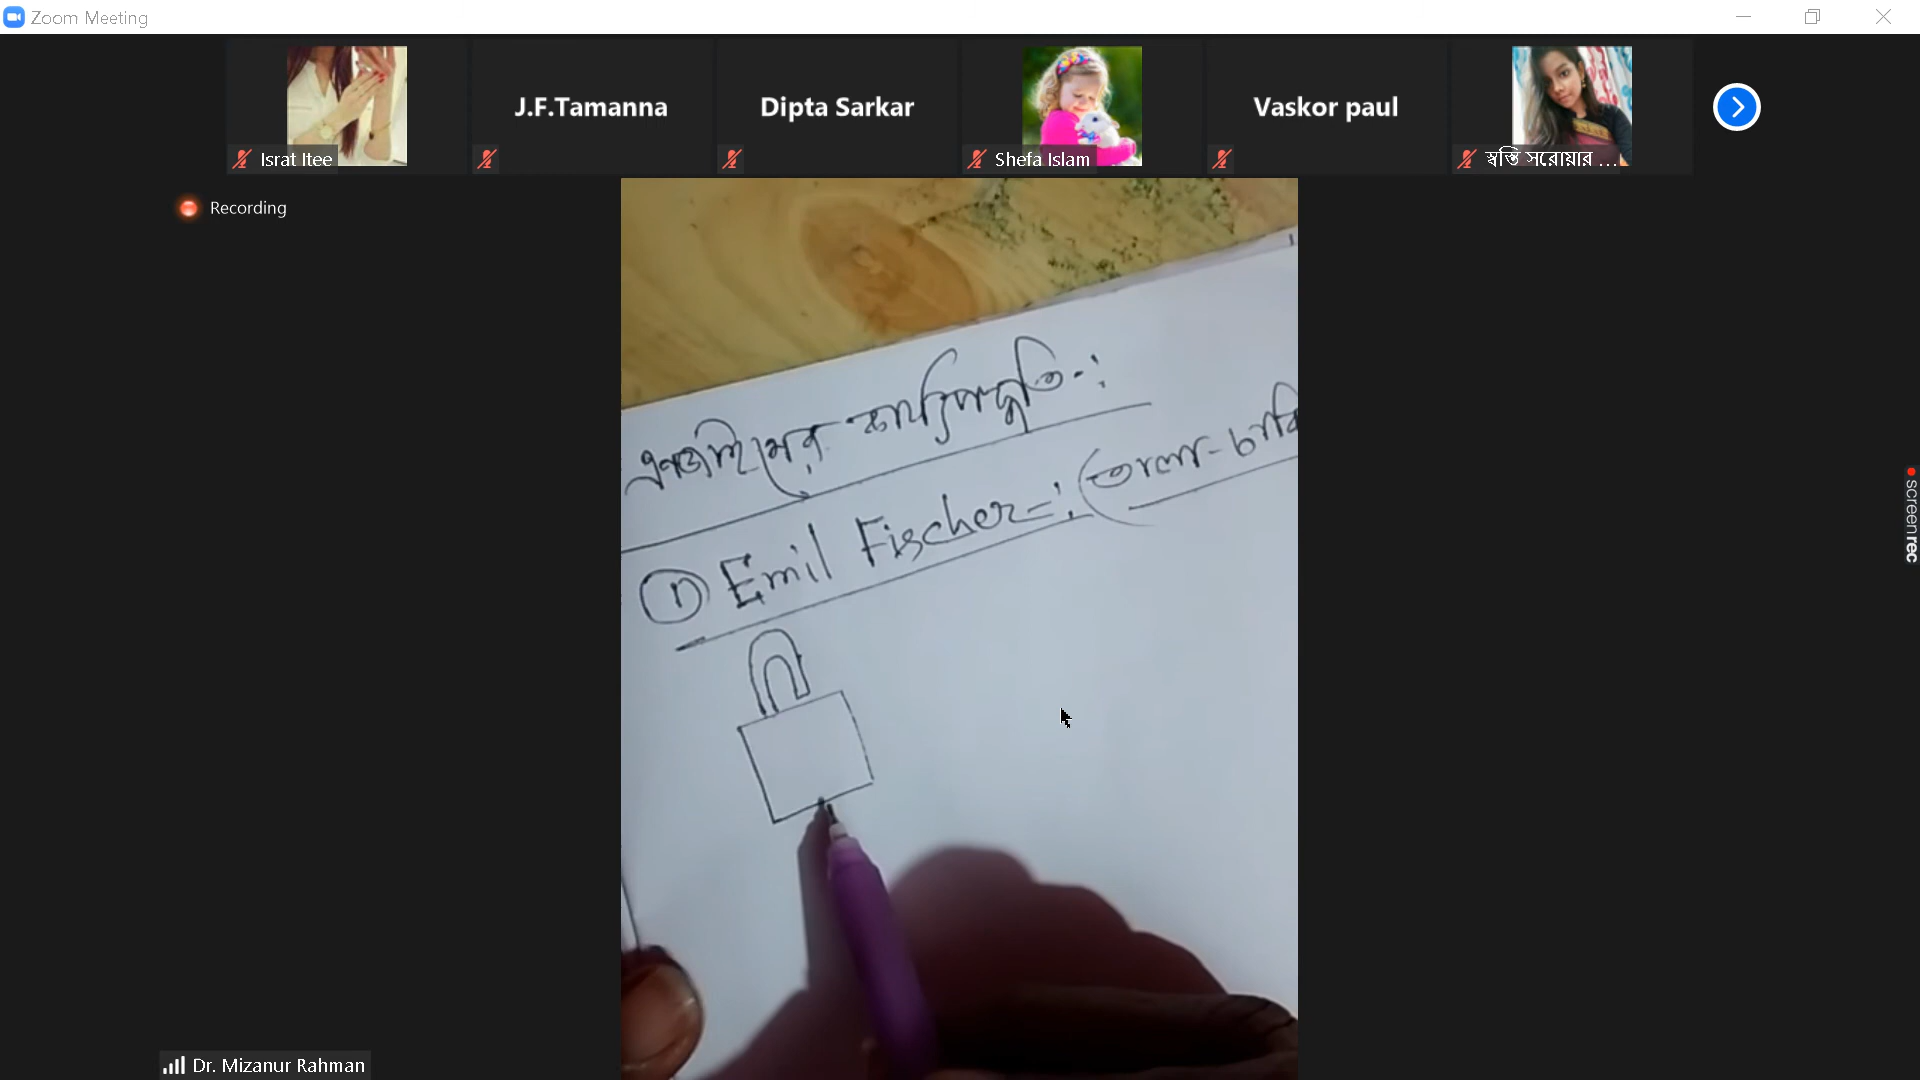 Zoom Meeting
Israt Itee
J.F.Tamanna
Dipta Sarkar
Shefa Islam
Vaskor paul
স্বস্তি সরোয়ার ...
Recording
এনজাইমের কার্যপদ্ধতি-:
① Emil Fischer-: (তালা-চাবি
screenrec
Dr. Mizanur Rahman